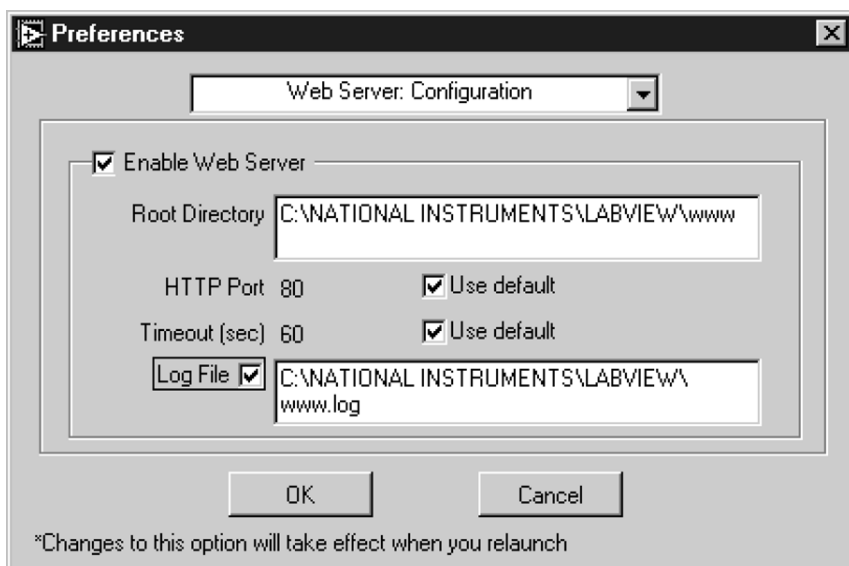 Preferences
Web Server: Configuration
Enable Web Server
Root Directory C:\NATIONAL INSTRUMENTS\LABVIEW\www
HTTP Port 80 Use default
Timeout (sec) 60 Use default
Log File C:\NATIONAL INSTRUMENTS\LABVIEW\
www.log
OK Cancel
*Changes to this option will take effect when you relaunch